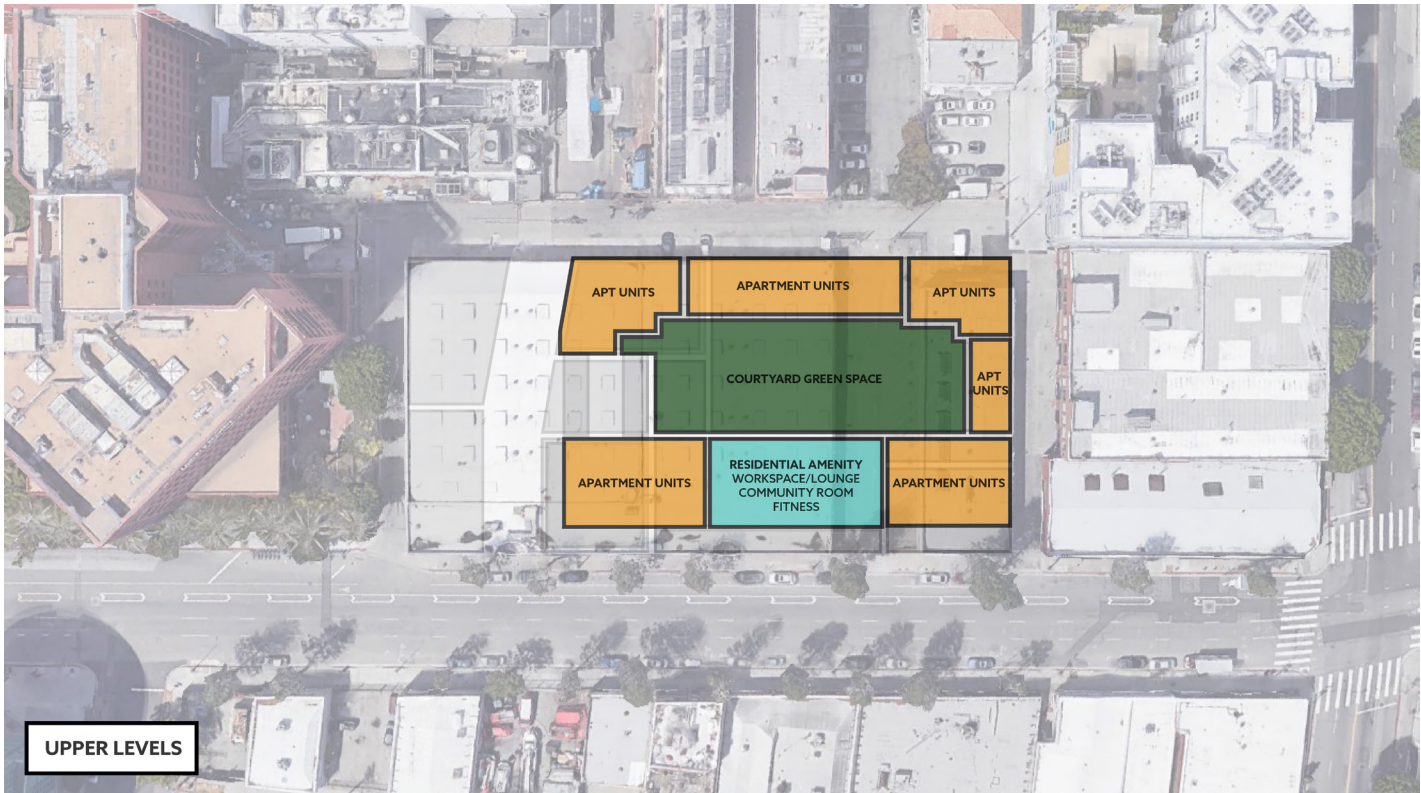 APT UNITS
APARTMENT UNITS
APT UNITS
COURTYARD GREEN SPACE
APT
UNITS
APARTMENT UNITS
RESIDENTIAL AMENITY
WORKSPACE/LOUNGE
COMMUNITY ROOM
FITNESS
APARTMENT UNITS
UPPER LEVELS